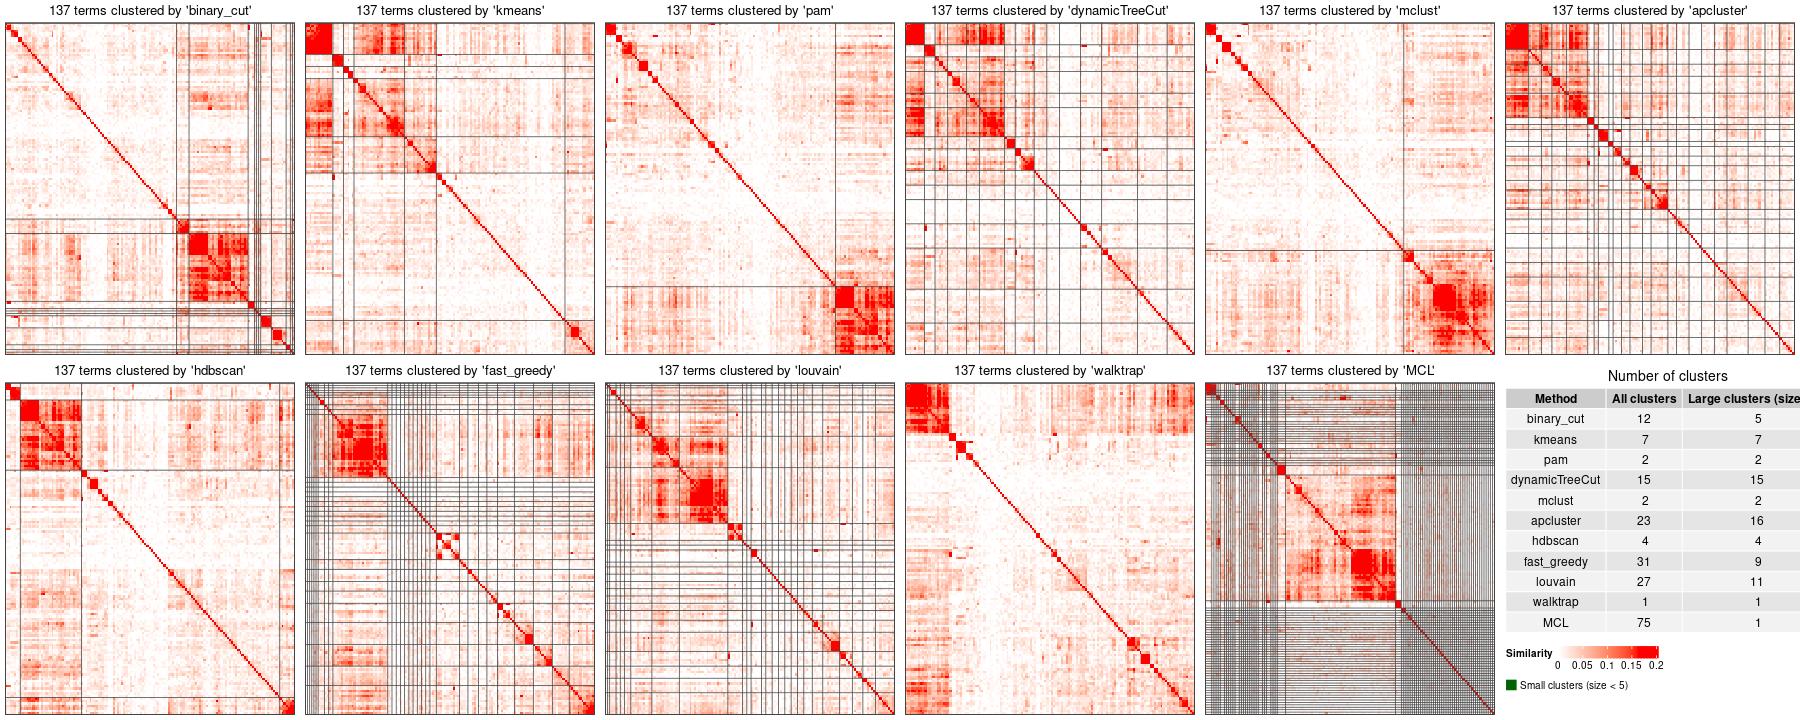 137 terms clustered by 'binary_cut'
137 terms clustered by 'kmeans'
137 terms clustered by 'pam'
137 terms clustered by 'dynamicTreeCut'
137 terms clustered by 'mclust'
137 terms clustered by 'apcluster'
137 terms clustered by 'hdbscan'
137 terms clustered by 'fast_greedy'
137 terms clustered by 'louvain'
137 terms clustered by 'walktrap'
137 terms clustered by 'MCL'
Number of clusters
Method All clusters Large clusters (size
binary_cut 12 5
kmeans 7 7
pam 2 2
dynamicTreeCut 15 15
mclust 2 2
apcluster 23 16
hdbscan 4 4
fast_greedy 31 9
louvain 27 11
walktrap 1 1
MCL 75 1
Similarity
0 0.05 0.1 0.15 0.2
Small clusters (size < 5)